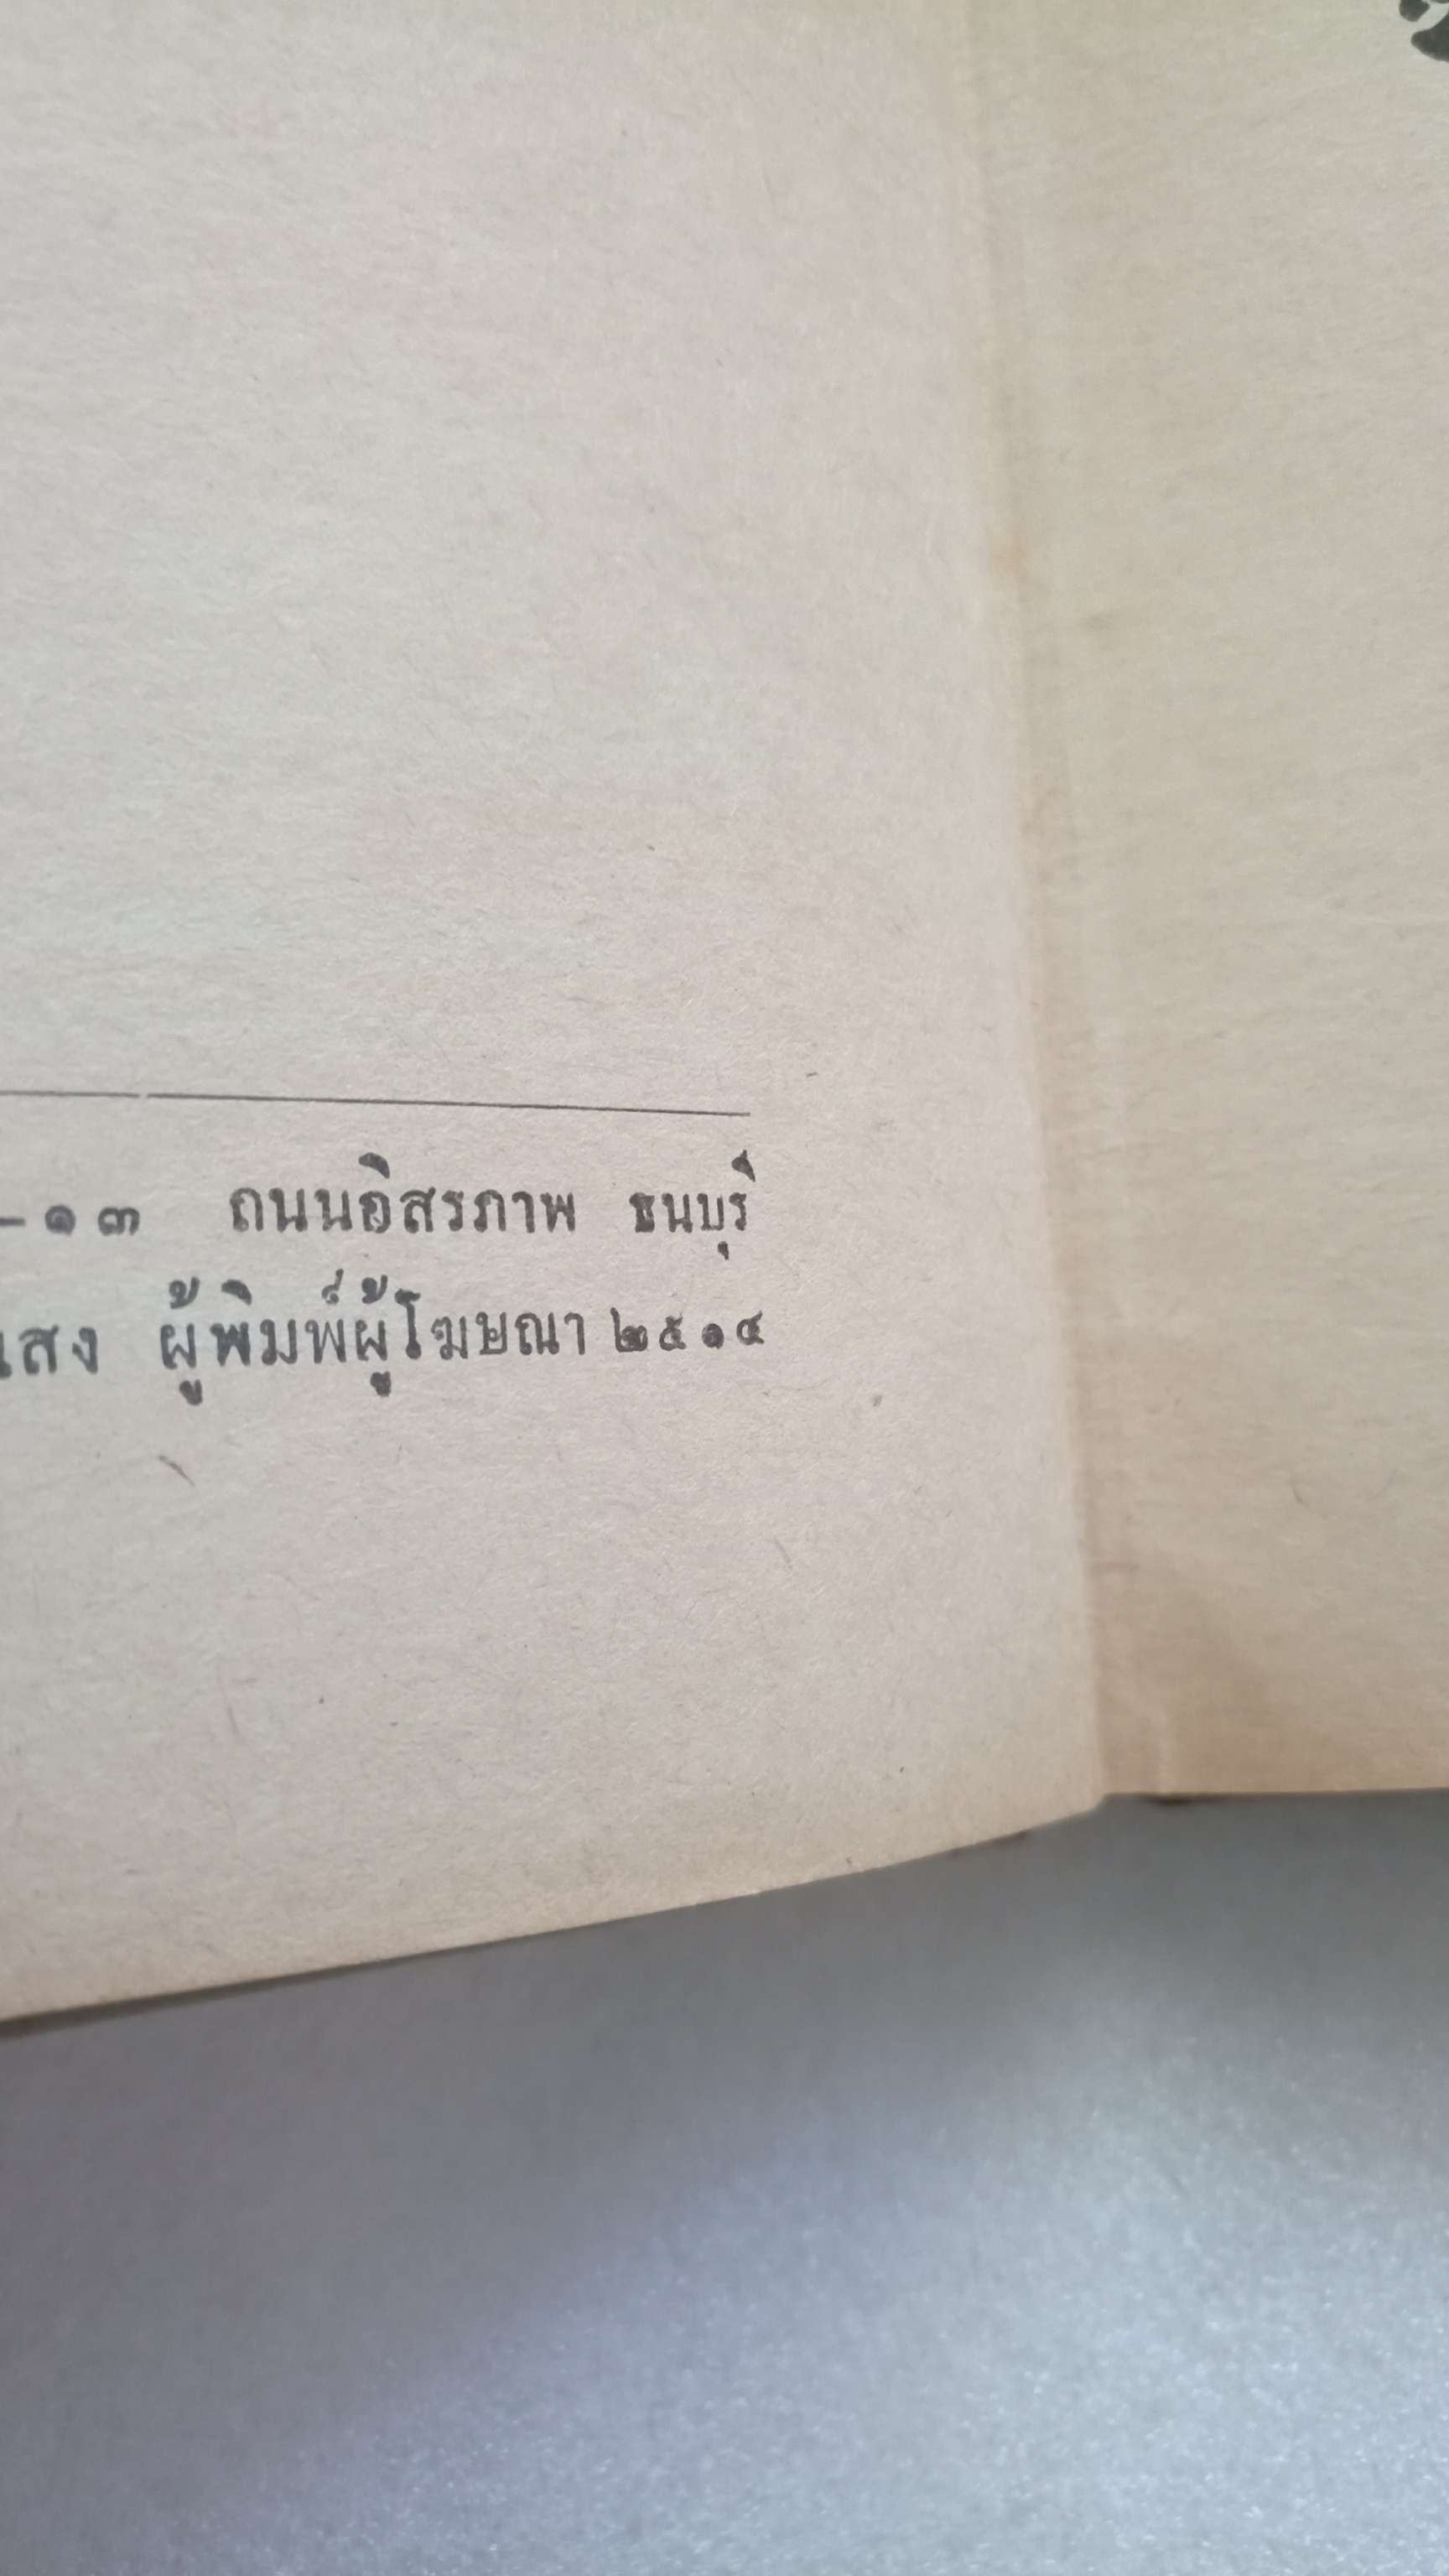 -๑๓ ถนนอิสรภาพ ธนบุรี
แสง ผู้พิมพ์ผู้โฆษณา ๒๕๑๔